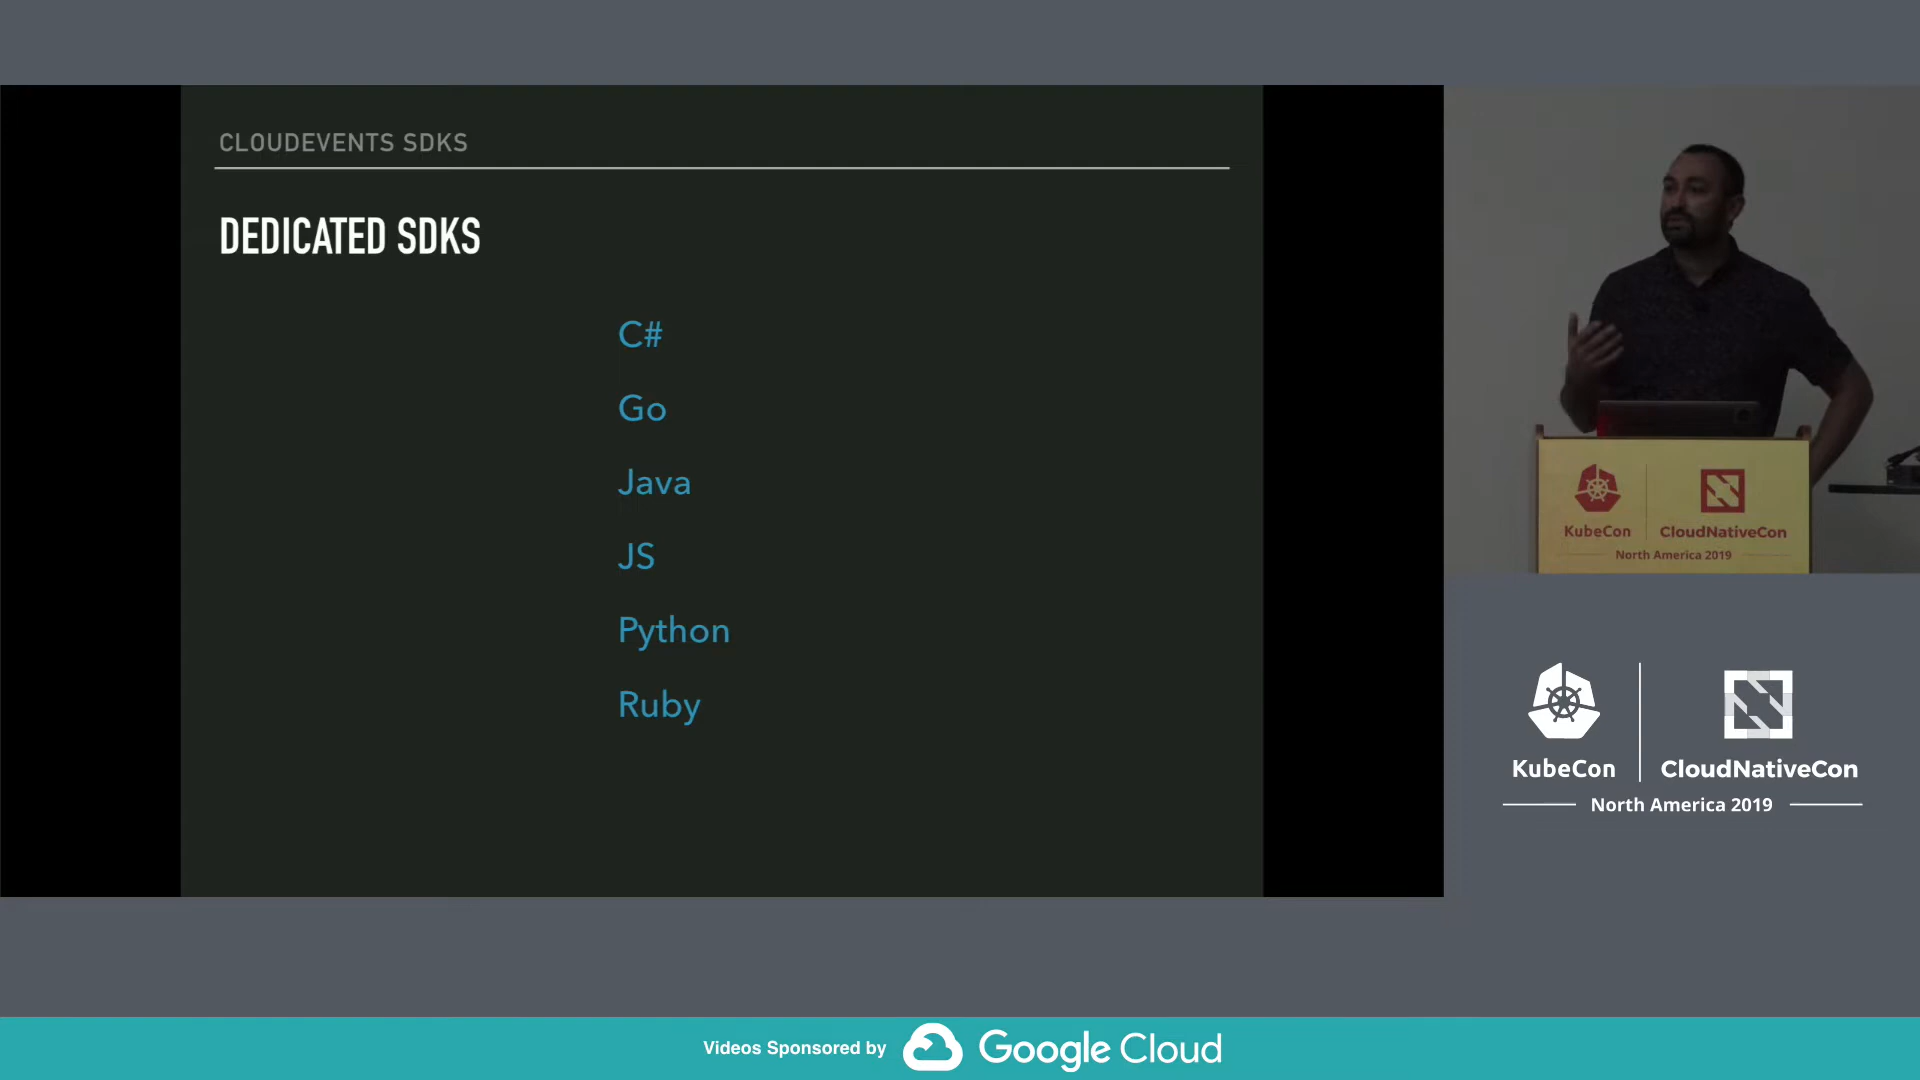 CLOUDEVENTS SDKS
DEDICATED SDKS
C#
Go
Java
JS
Python
Ruby
KubeCon
CloudNativeCon
North America 2019
KubeCon
CloudNativeCon
North America 2019
Videos Sponsored by
Google Cloud